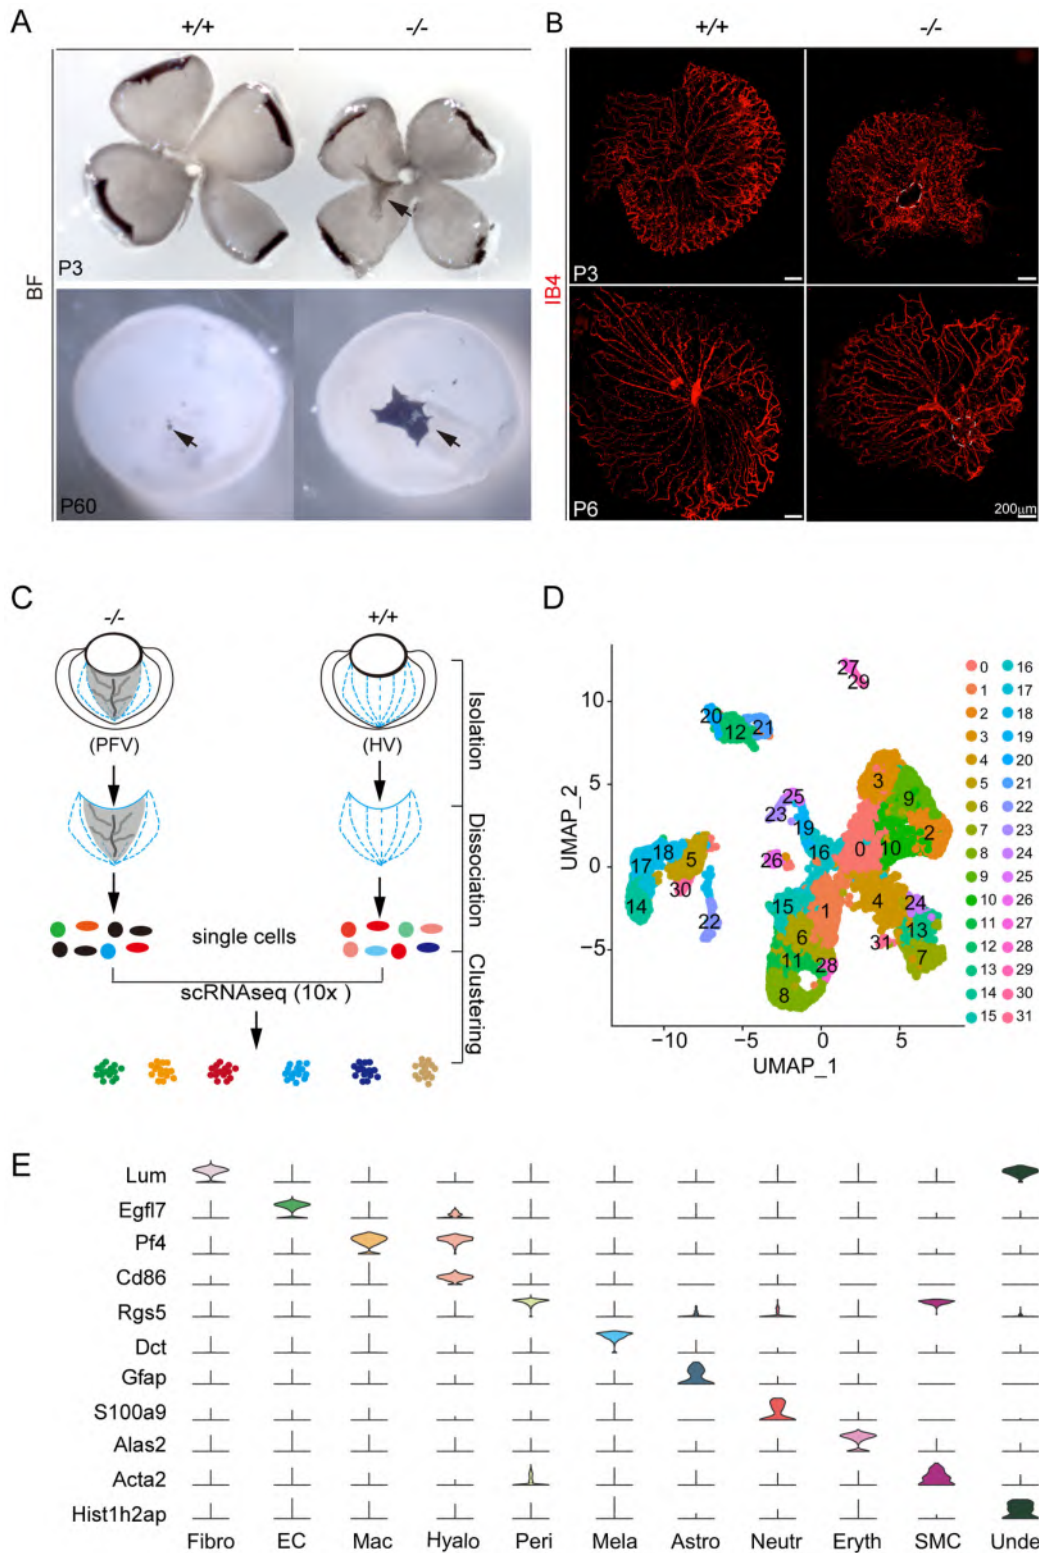 A
+/+
-/-
BF
P3
P60
B
+/+
-/-
IB4
P3
P6
200μm
C
-/-
+/+
(PFV)
(HV)
Isolation
Dissociation
Clustering
single cells
scRNAseq (10x )
D
UMAP_2
10
5
0
−5
−10
−5
0
5
UMAP_1
27
29
20
12
21
25
23
19
16
26
3
9
0
10
2
17
18
5
30
14
22
15
1
6
11
28
8
4
24
13
31
7
0 16
1 17
2 18
3 19
4 20
5 21
6 22
7 23
8 24
9 25
10 26
11 27
12 28
13 29
14 30
15 31
E
Lum
Egfl7
Pf4
Cd86
Rgs5
Dct
Gfap
S100a9
Alas2
Acta2
Hist1h2ap
Fibro EC Mac Hyalo Peri Mela Astro Neutr Eryth SMC Unde